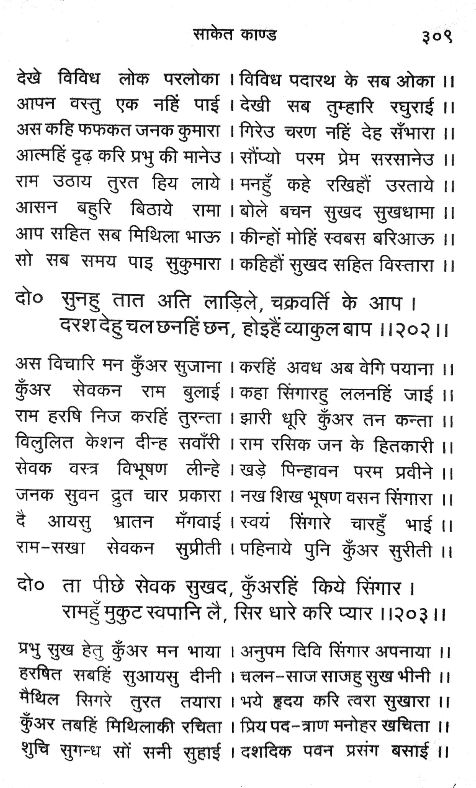 साकेत काण्ड ३०९
देखे विविध लोक परलोका । विविध पदारथ के सब ओका ।।
आपन वस्तु एक नहिं पाई । देखी सब तुम्हारि रघुराई ।।
अस कहि फफकत जनक कुमारा । गिरेउ चरण नहिं देह सँभारा ।।
आत्महिं दृढ़ करि प्रभु की मानेउ । सौंप्यो परम प्रेम सरसानेउ ।।
राम उठाय तुरत हिय लाये । मनहुँ कहे रखिहौं उरताये ।।
आसन बहुरि बिठाये रामा । बोले बचन सुखद सुखधामा ।।
आप सहित सब मिथिला भाऊ । कीन्हों मोहिं स्वबस बरिआऊ ।।
सो सब समय पाइ सुकुमारा । कहिहौं सुखद सहित विस्तारा ।।
दो० सुनहु तात अति लाड़िले, चक्रवर्ति के आप ।
दरश देहु चल छनहिं छन, होइहैं व्याकुल बाप ।।२०२।।
अस विचारि मन कुँअर सुजाना । करहिं अवध अब वेगि पयाना ।।
कुँअर सेवकन राम बुलाई । कहा सिंगारहु ललनहिं जाई ।।
राम हरषि निज करहिं तुरन्ता । झारी धूरि कुँअर तन कन्ता ।।
विलुलित केशन दीन्ह सवाँरी । राम रसिक जन के हितकारी ।।
सेवक वस्त्र विभूषण लीन्हे । खड़े पिन्हावन परम प्रवीने ।।
जनक सुवन द्रुत चार प्रकारा । नख शिख भूषण वसन सिंगारा ।।
दै आयसु भ्रातन मँगवाई । स्वयं सिंगारे चारहुँ भाई ।।
राम-सखा सेवकन सुप्रीती । पहिनाये पुनि कुँअर सुरीती ।।
दो० ता पीछे सेवक सुखद, कुँअरहिं किये सिंगार ।
रामहुँ मुकुट स्वपानि लै, सिर धारे करि प्यार ।।२०३।।
प्रभु सुख हेतु कुँअर मन भाया । अनुपम दिवि सिंगार अपनाया ।।
हरषित सबहिं सुआयसु दीनी । चलन-साज साजहु सुख भीनी ।।
मैथिल सिगरे तुरत तयारा । भये हृदय करि त्वरा सुखारा ।।
कुँअर तबहिं मिथिलाकी रचिता । प्रिय पद-त्राण मनोहर खचिता ।।
शुचि सुगन्ध सों सनी सुहाई । दशदिक पवन प्रसंग बसाई ।।